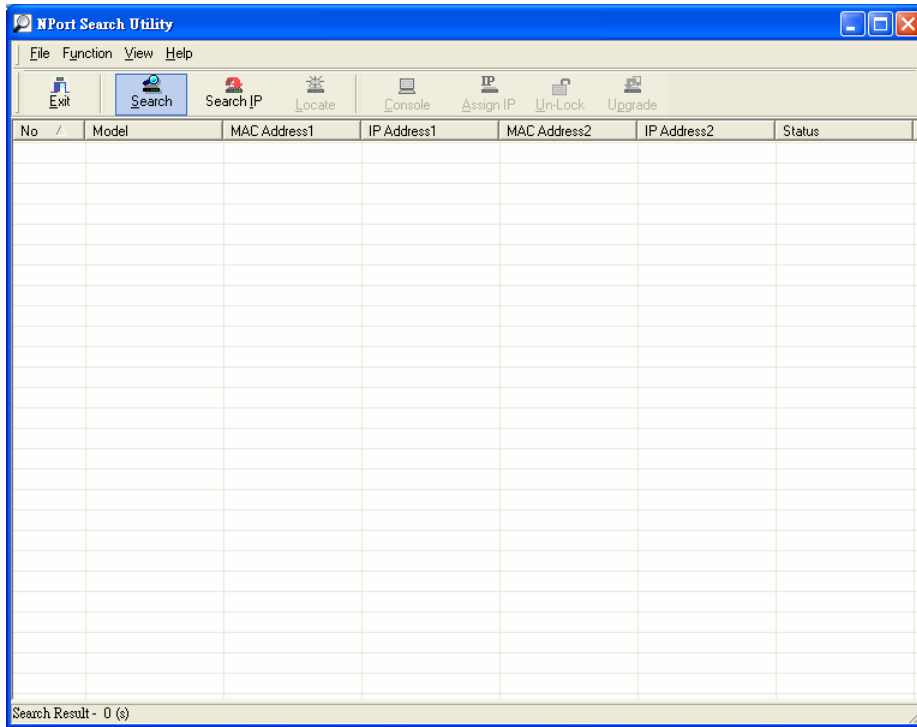 NPort Search Utility
File Function View Help
Exit Search Search IP Locate Console Assign IP Un-Lock Upgrade
No Model MAC Address1 IP Address1 MAC Address2 IP Address2 Status
Search Result - 0 (s)